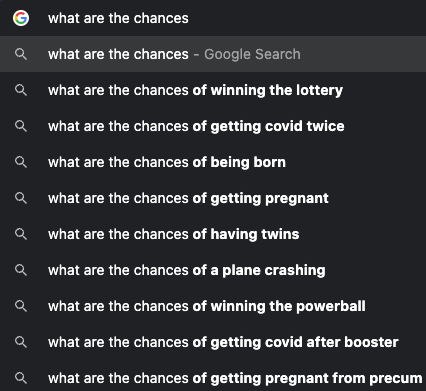 what are the chances
what are the chances - Google Search
what are the chances of winning the lottery
what are the chances of getting covid twice
what are the chances of being born
what are the chances of getting pregnant
what are the chances of having twins
what are the chances of a plane crashing
what are the chances of winning the powerball
what are the chances of getting covid after booster
what are the chances of getting pregnant from precum